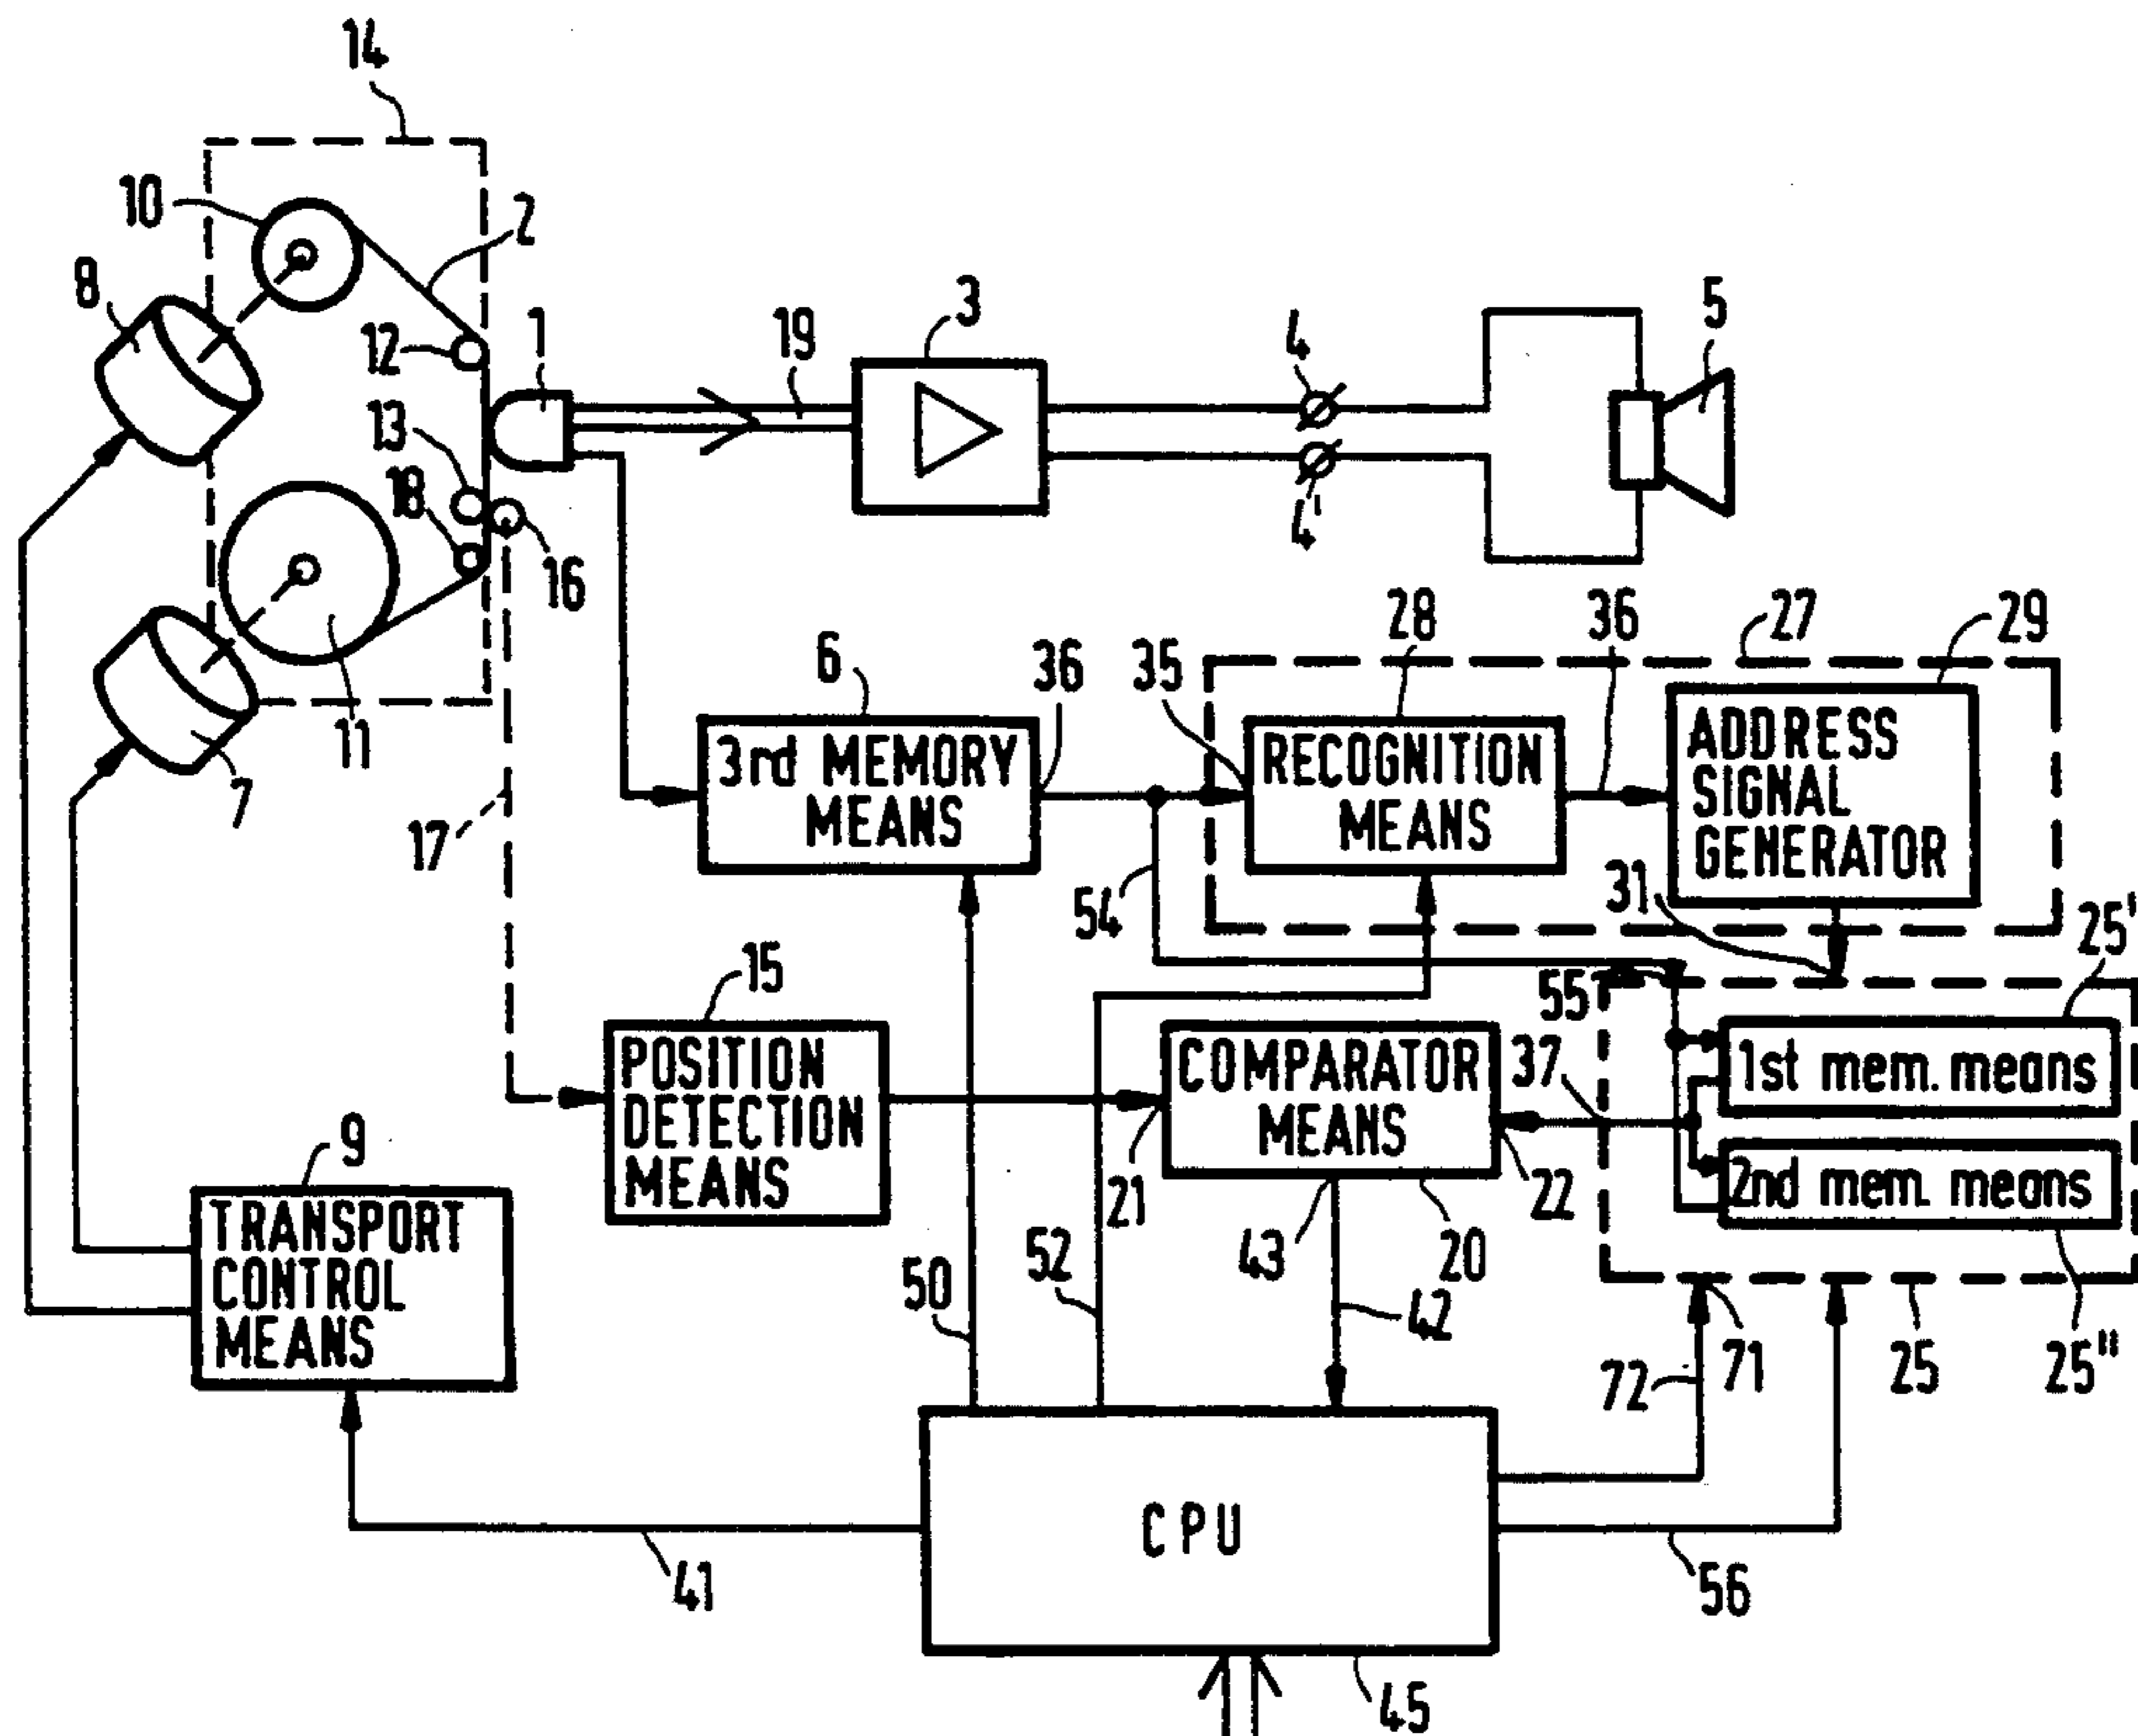 14
10
2
8
12
1
19
3
4
5
13
18
4'
16
6
36
35
28
36
27
29
11
7
17
3rd MEMORY
MEANS
RECOGNITION
MEANS
ADDRESS
SIGNAL
GENERATOR
54
31
25'
15
55
POSITION
DETECTION
MEANS
COMPARATOR
MEANS
37
1st mem. means
2nd mem. means
9
21
22
TRANSPORT
CONTROL
MEANS
50
52
43
20
42
72
71
25
25"
CPU
41
56
45